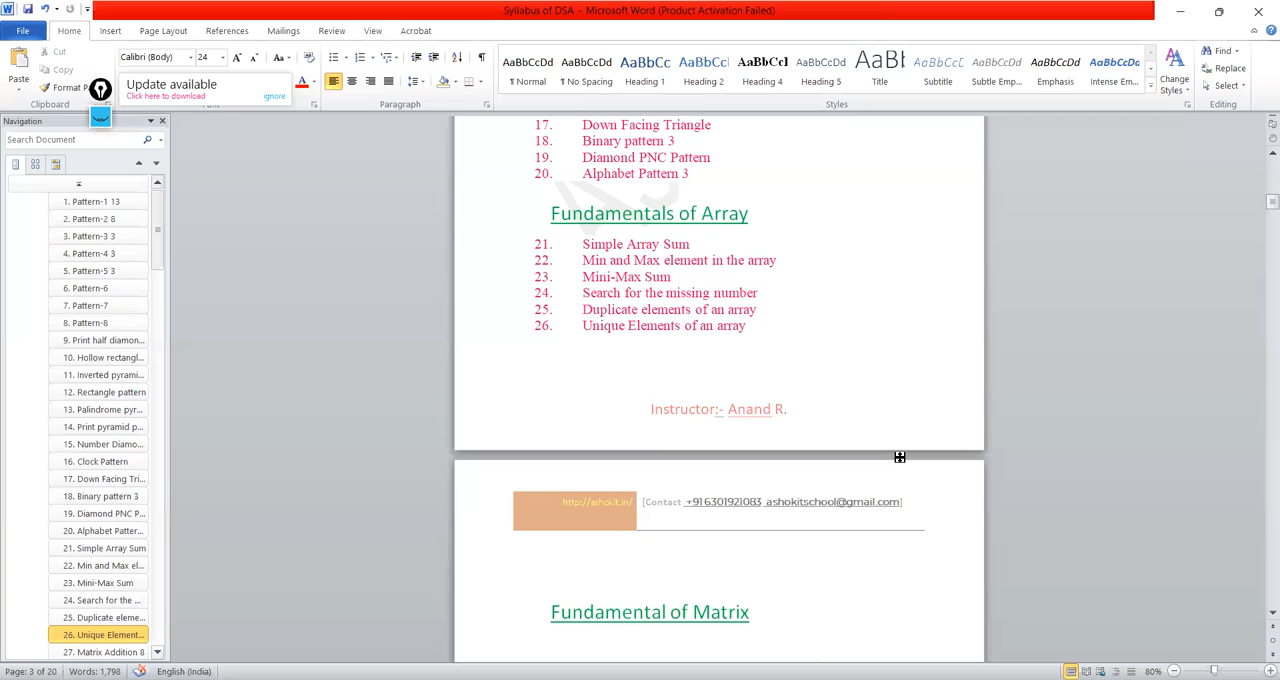 Syllabus of DSA - Microsoft Word (Product Activation Failed)
File Home Insert Page Layout References Mailings Review View Acrobat
Paste
Cut
Copy
Format P
Clipboard
Calibri (Body) 24
Update available
Click here to download ignore
Paragraph
AaBbCcDc AaBbCcDc AaBbCc AaBbCc AaBbCc AaBbCcDc AaBl AaBbCcL AaBbCcDc AaBbCcDc AaBbCcDc
¶ Normal ¶ No Spacing Heading 1 Heading 2 Heading 4 Heading 5 Title Subtitle Subtle Emp... Emphasis Intense Em...
Styles
Change
Styles
Find
Replace
Select
Editing
Navigation
Search Document
1. Pattern-1 13
2. Pattern-2 8
3. Pattern-3 3
4. Pattern-4 3
5. Pattern-5 3
6. Pattern-6
7. Pattern-7
8. Pattern-8
9. Print half diamon...
10. Hollow rectangl...
11. Inverted pyrami...
12. Rectangle pattern
13. Palindrome pyr...
14. Print pyramid p...
15. Number Diamo...
16. Clock Pattern
17. Down Facing Tri...
18. Binary pattern 3
19. Diamond PNC P...
20. Alphabet Patter...
21. Simple Array Sum
22. Min and Max el...
23. Mini-Max Sum
24. Search for the ...
25. Duplicate eleme...
26. Unique Element...
27. Matrix Addition 8
17. Down Facing Triangle
18. Binary pattern 3
19. Diamond PNC Pattern
20. Alphabet Pattern 3
Fundamentals of Array
21. Simple Array Sum
22. Min and Max element in the array
23. Mini-Max Sum
24. Search for the missing number
25. Duplicate elements of an array
26. Unique Elements of an array
Instructor:- Anand R.
http://ashokit.in/ [Contact +916301921083 ashokitschool@gmail.com]
Fundamental of Matrix
Page: 3 of 20 Words: 1,798 English (India) 80%